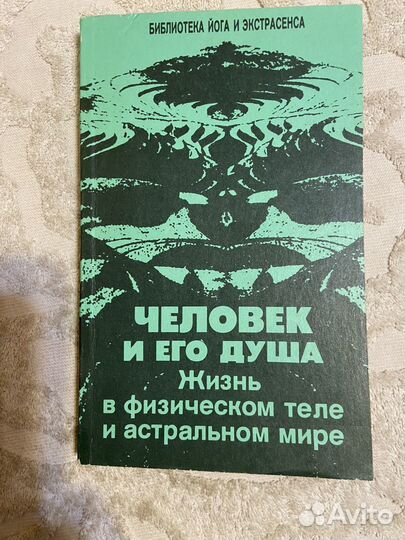 БИБЛИОТЕКА ЙОГА И ЭКСТРАСЕНСА
ЧЕЛОВЕК
И ЕГО ДУША
Жизнь
в физическом теле
и астральном мире
Avito